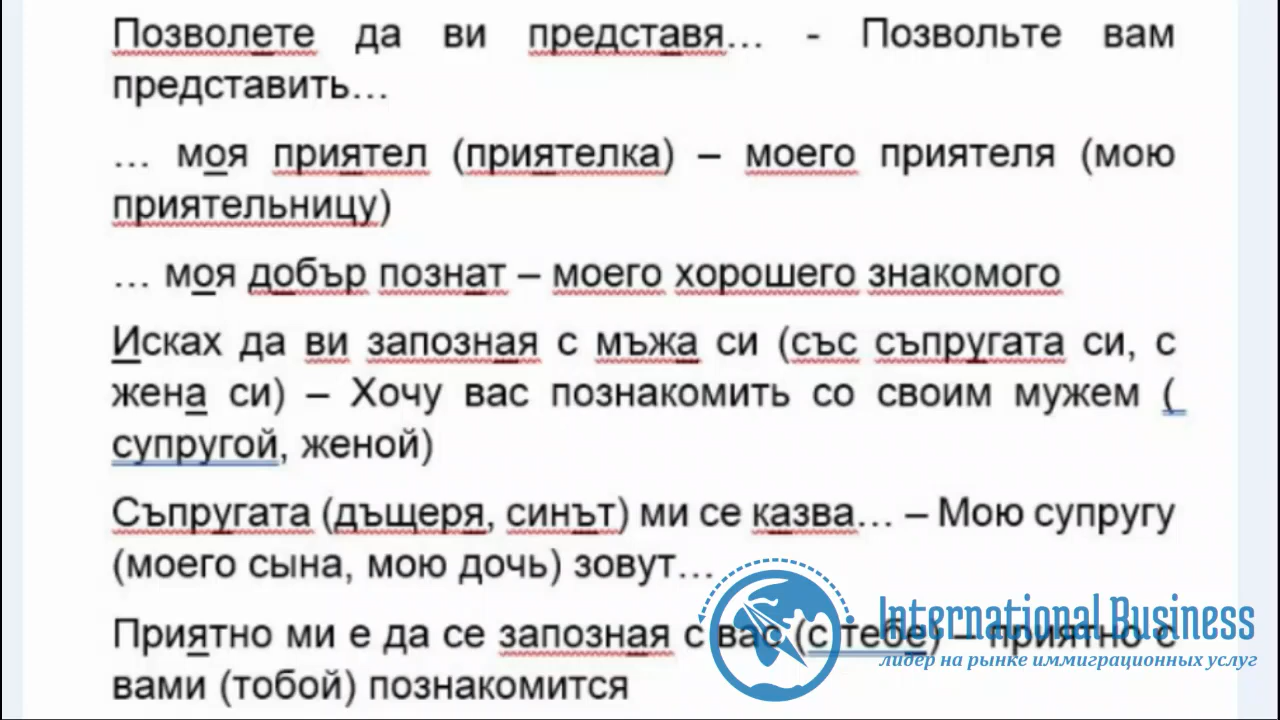 Позволете да ви представя… - Позвольте вам
представить…
… моя приятел (приятелка) – моего приятеля (мою
приятельницу)
… моя добър познат – моего хорошего знакомого
Исках да ви запозная с мъжа си (със съпругата си, с
жена си) – Хочу вас познакомить со своим мужем (
супругой, женой)
Съпругата (дъщеря, синът) ми се казва… – Мою супругу
(моего сына, мою дочь) зовут…
Приятно ми е да се запозная с вас (с тебе) – приятно с
вами (тобой) познакомится
International Business
лидер на рынке иммиграционных услуг